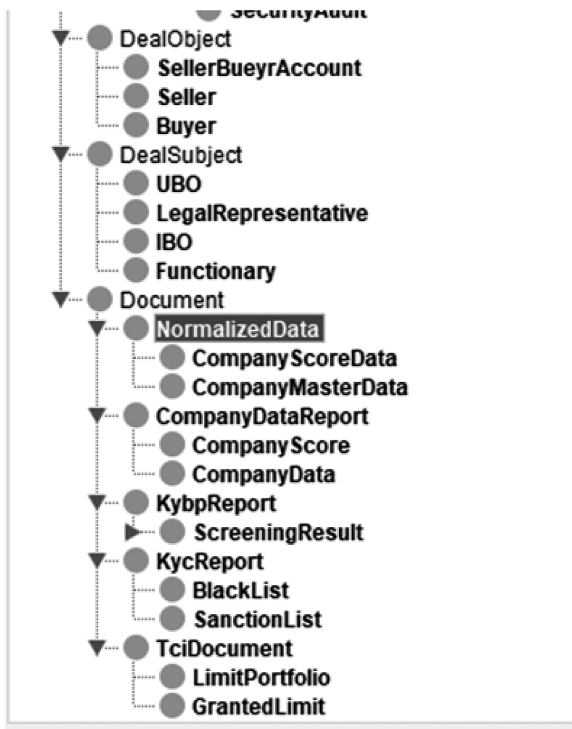 SecurityAudit
DealObject
SellerBueyrAccount
Seller
Buyer
DealSubject
UBO
LegalRepresentative
IBO
Functionary
Document
NormalizedData
CompanyScoreData
CompanyMasterData
CompanyDataReport
CompanyScore
CompanyData
KybpReport
ScreeningResult
KycReport
BlackList
SanctionList
TciDocument
LimitPortfolio
GrantedLimit